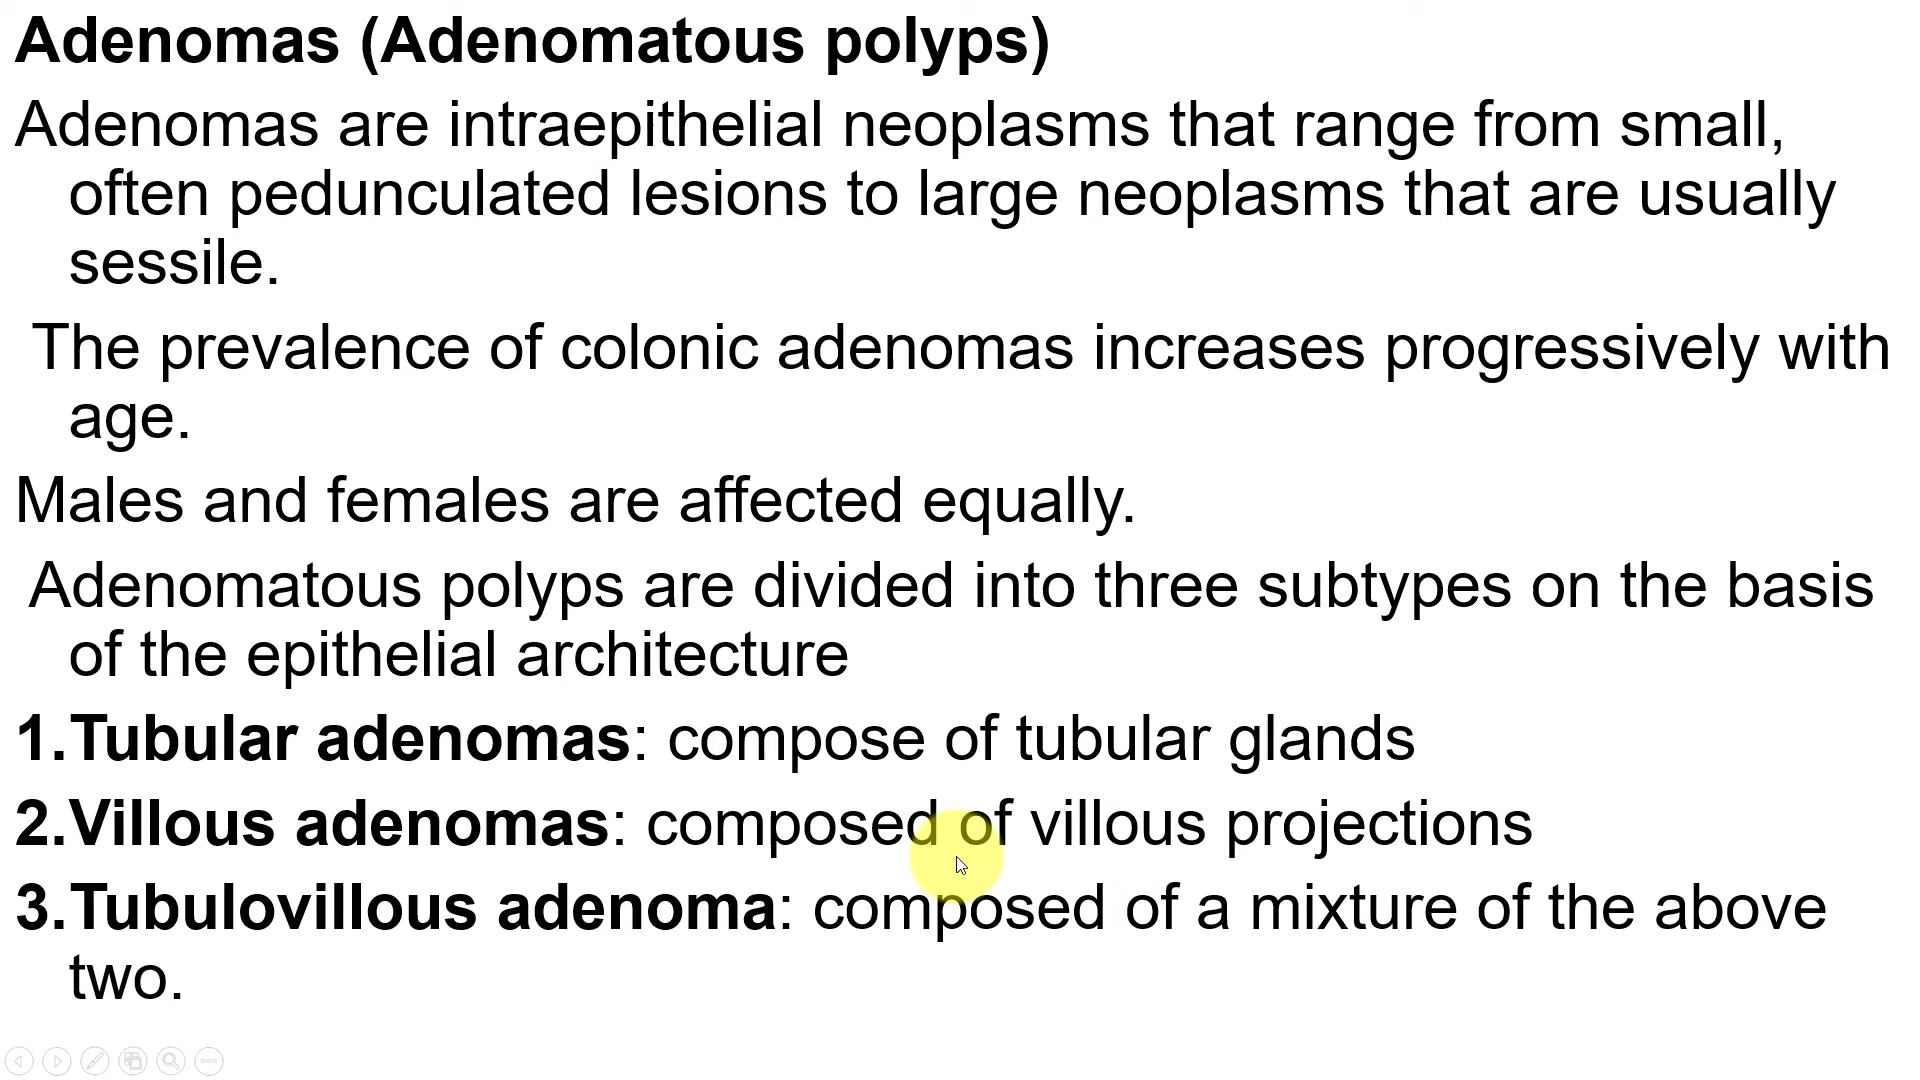 Adenomas (Adenomatous polyps)
Adenomas are intraepithelial neoplasms that range from small,
often pedunculated lesions to large neoplasms that are usually
sessile.
The prevalence of colonic adenomas increases progressively with
age.
Males and females are affected equally.
Adenomatous polyps are divided into three subtypes on the basis
of the epithelial architecture
1.Tubular adenomas: compose of tubular glands
2.Villous adenomas: composed of villous projections
3.Tubulovillous adenoma: composed of a mixture of the above
two.